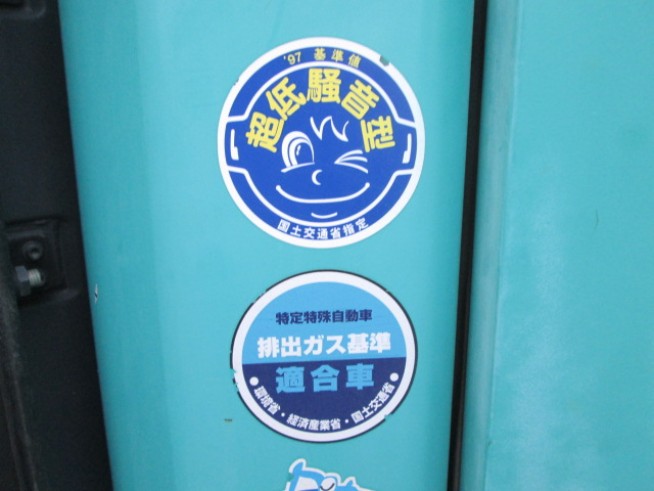 '97 基準値
超低騒音型
国土交通省指定
特定特殊自動車
排出ガス基準
適合車
環境省・経済産業省・国土交通省